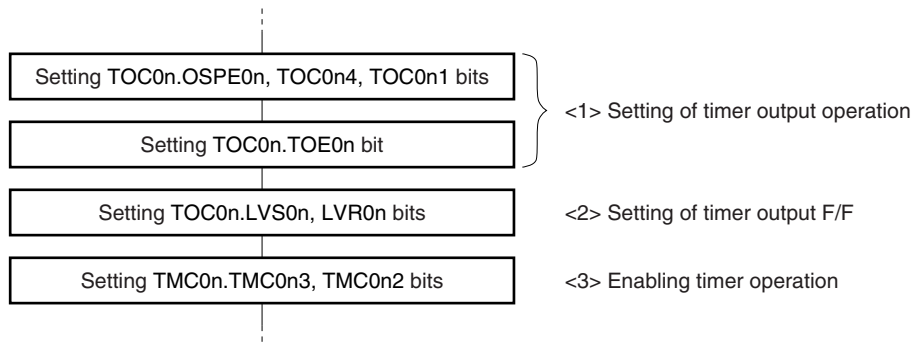 Setting TOC0n.OSPE0n, TOC0n4, TOC0n1 bits
<1> Setting of timer output operation
Setting TOC0n.TOE0n bit
Setting TOC0n.LVS0n, LVR0n bits
<2> Setting of timer output F/F
Setting TMC0n.TMC0n3, TMC0n2 bits
<3> Enabling timer operation